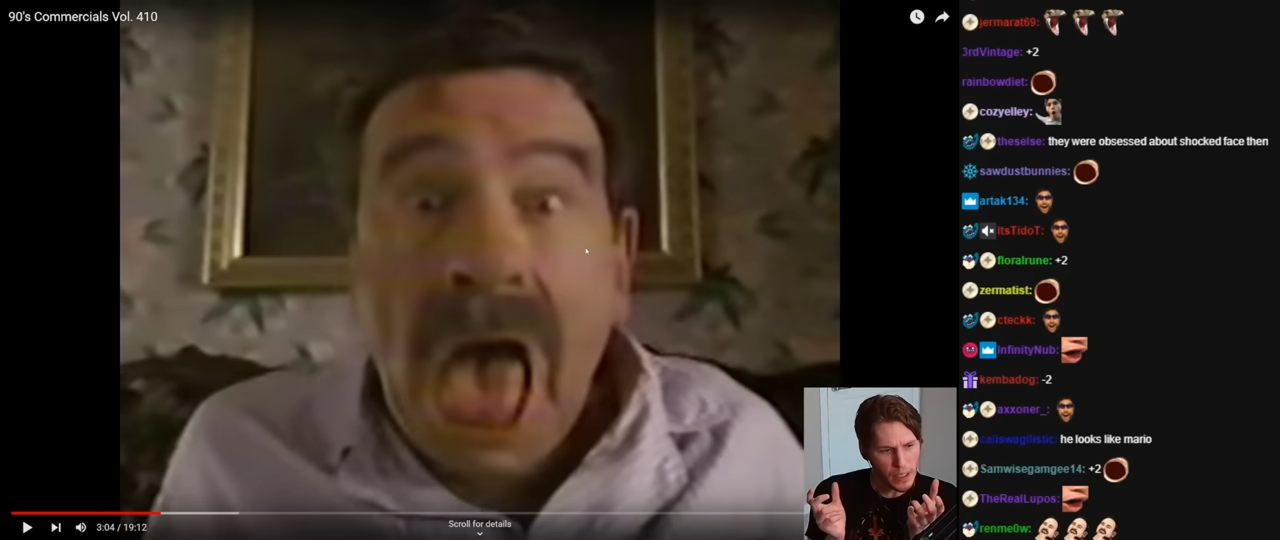 90's Commercials Vol. 410
3:04 / 19:12
Scroll for details
jermarat69:
3rdVintage: +2
rainbowdiet:
cozyelley:
theselse: they were obsessed about shocked face then
sawdustbunnies:
artak134:
ItsTidoT:
floralrune: +2
zermatist:
cteckk:
InfinityNub:
kembadog: -2
axxoner_:
caliswagilistic: he looks like mario
Samwisegamgee14: +2
TheRealLupos:
renme0w: